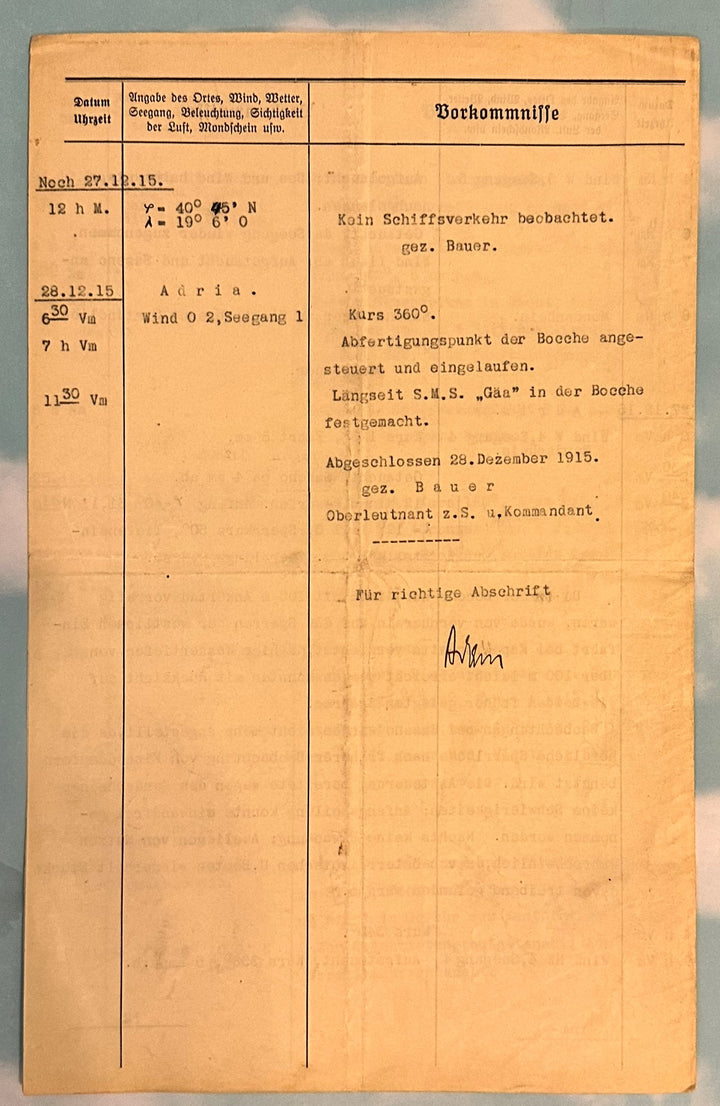 Datum
Uhrzeit
Angabe des Ortes, Wind, Wetter,
Seegang, Beleuchtung, Sichtigkeit
der Luft, Mondschein usw.
Vorkommnisse
Noch 27.12.15.
12 h M.
φ= 40° 45' N
λ= 19° 6' O
Kein Schiffsverkehr beobachtet.
gez. Bauer.
28.12.15
A d r i a .
6 30 Vm
Wind O 2,Seegang 1
Kurs 360°.
7 h Vm
Abfertigungspunkt der Bocche ange-
steuert und eingelaufen.
11 30 Vm
Längseit S.M.S. „Gäa" in der Bocche
festgemacht.
Abgeschlossen 28.Dezember 1915.
gez. B a u e r
Oberleutnant z.S. u.Kommandant.
----------
Für richtige Abschrift